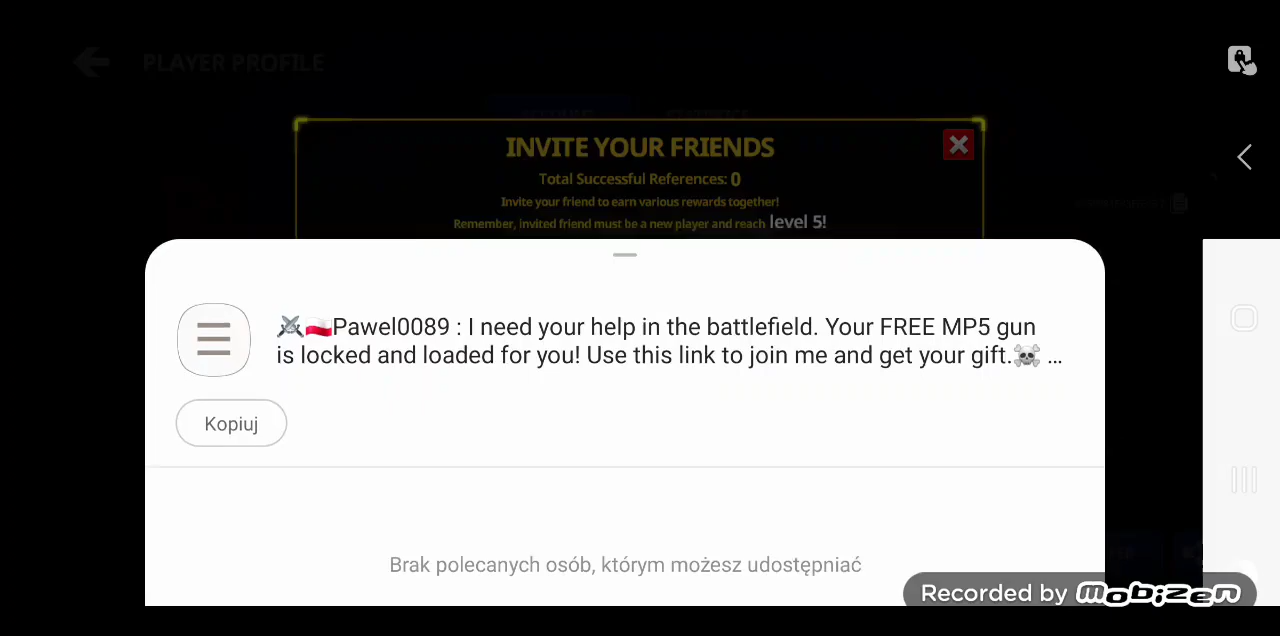 PLAYER PROFILE
INVITE YOUR FRIENDS
Total Successful References: 0
Invite your friend to earn various rewards together!
Remember, invited friend must be a new player and reach level 5!
⚔️🇵🇱Pawel0089 : I need your help in the battlefield. Your FREE MP5 gun
is locked and loaded for you! Use this link to join me and get your gift.☠️ ...
Kopiuj
Brak polecanych osób, którym możesz udostępniać
Recorded by mobizen